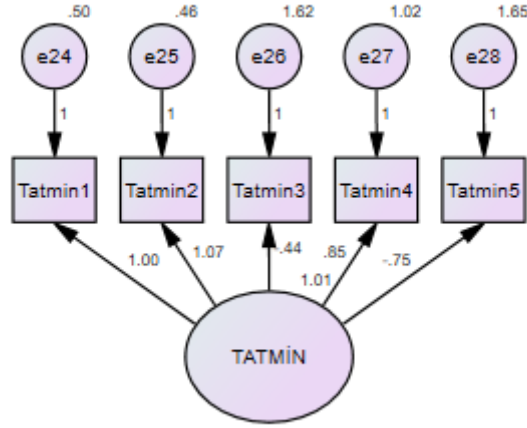 .50 .46 1.62 1.02 1.65
e24 e25 e26 e27 e28
1 1 1 1 1
Tatmin1 Tatmin2 Tatmin3 Tatmin4 Tatmin5
1.00 1.07 -.44 .85 -.75
1.01
TATMİN